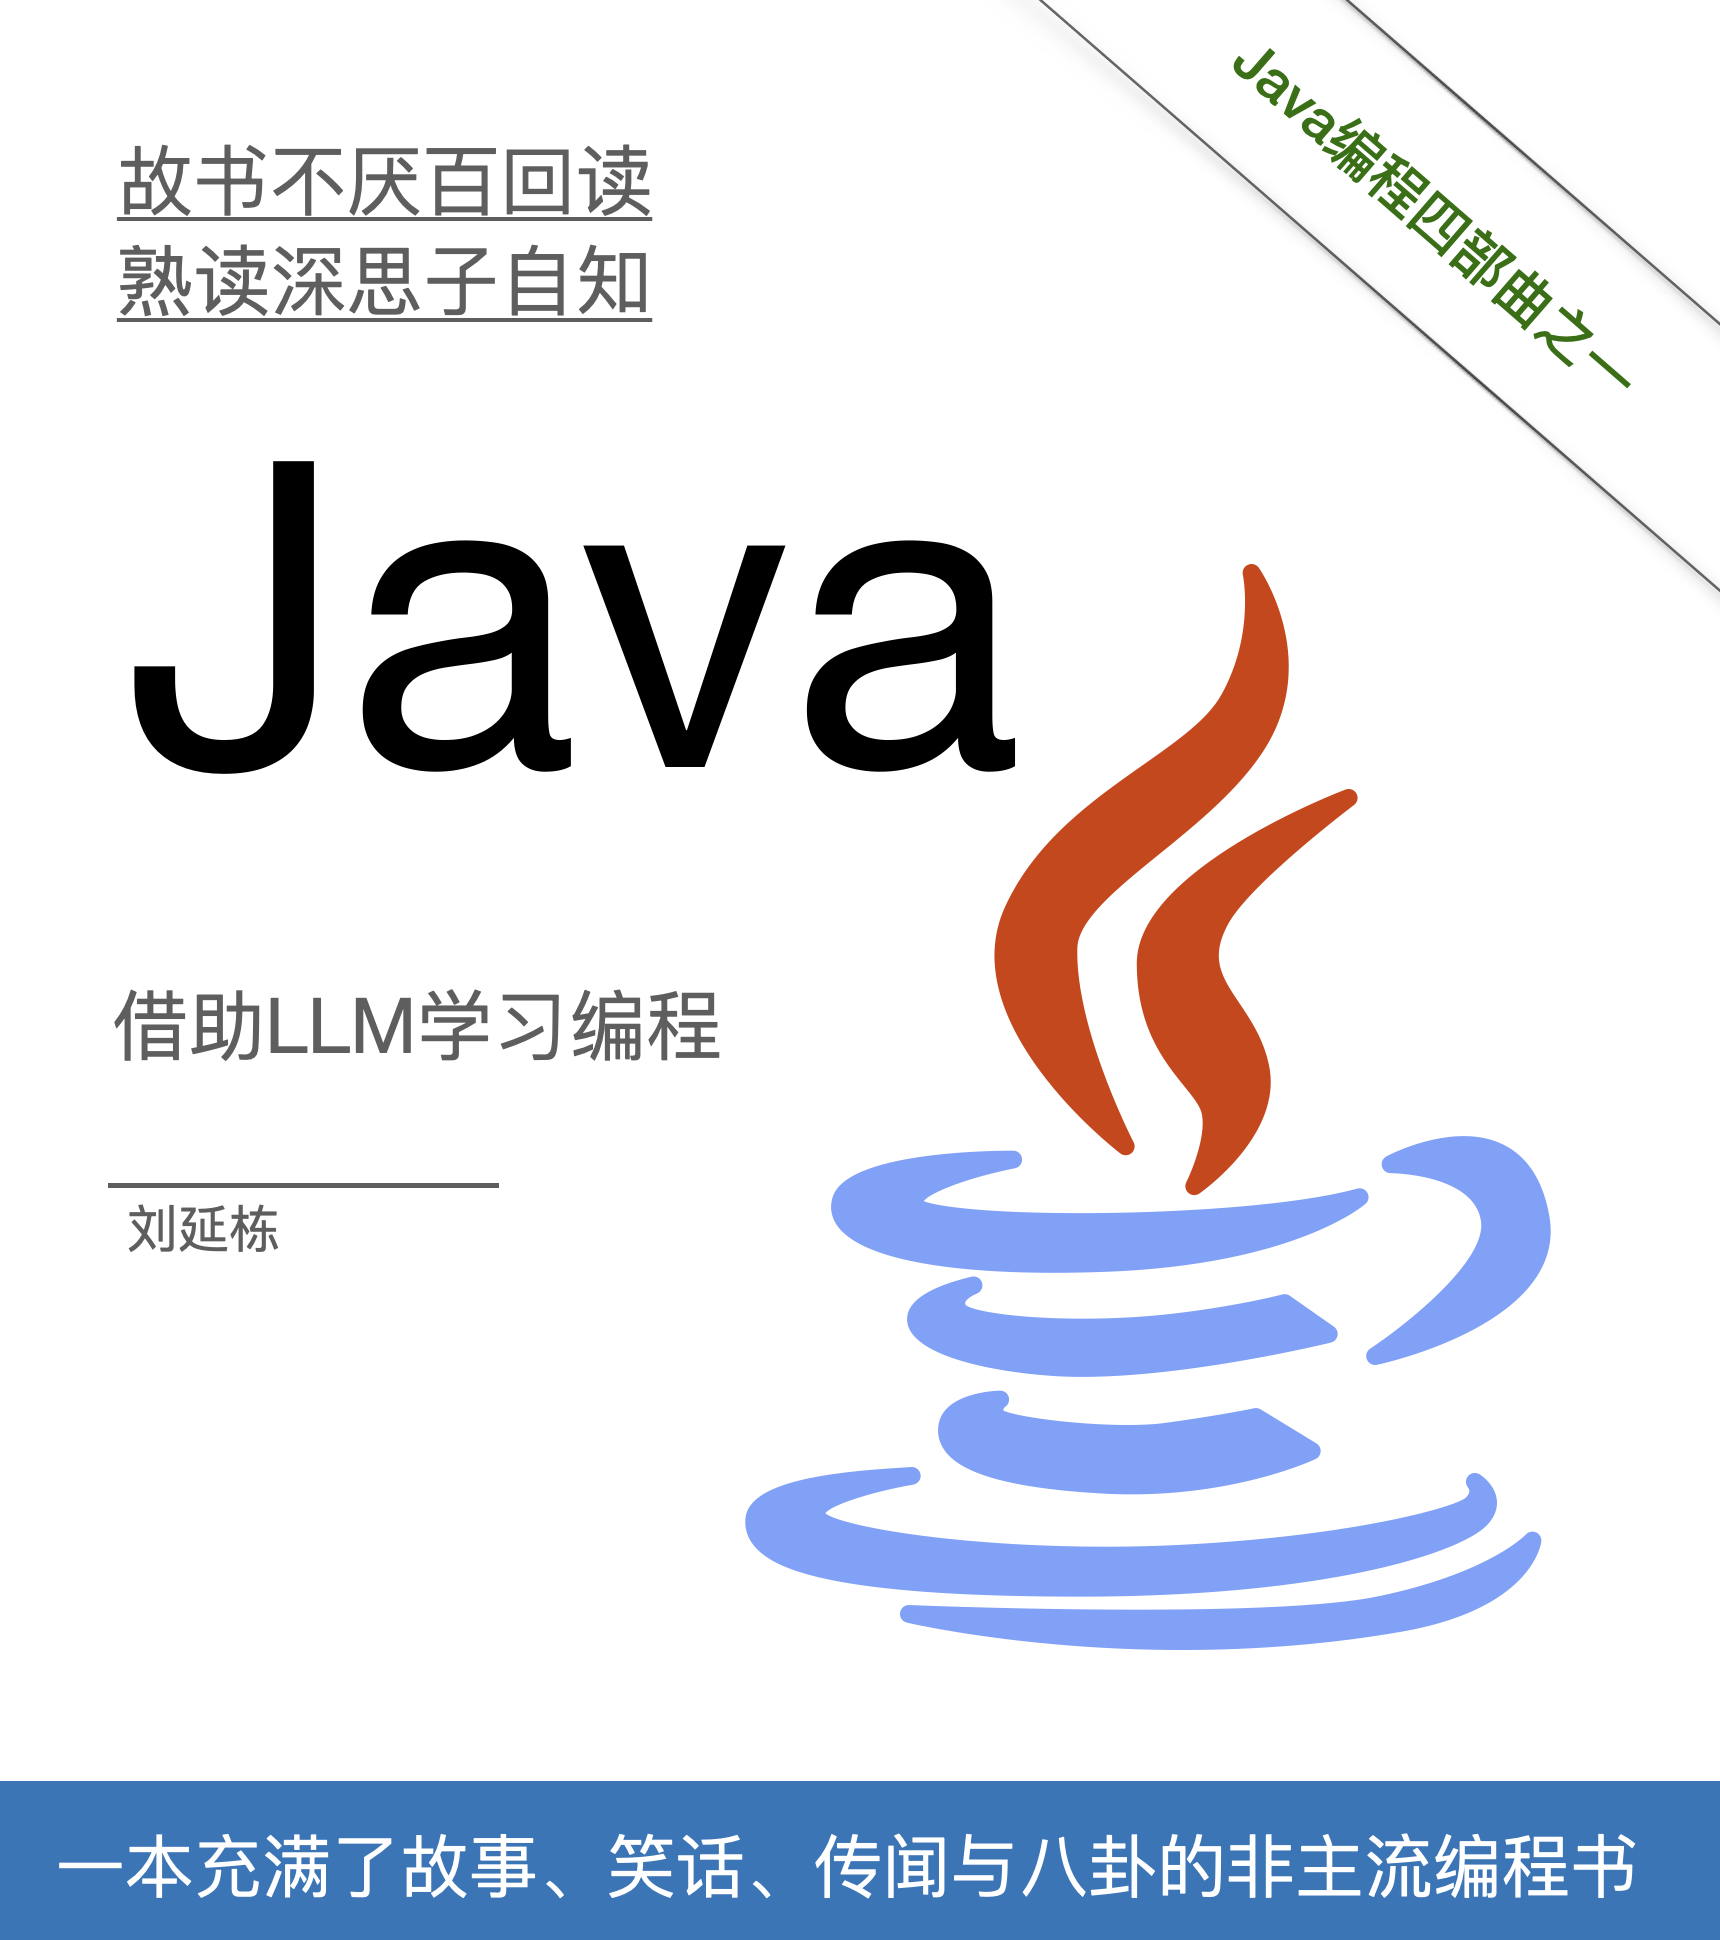 Java编程四部曲之一
故书不厌百回读
熟读深思子自知
Java
借助LLM学习编程
刘延栋
一本充满了故事、笑话、传闻与八卦的非主流编程书